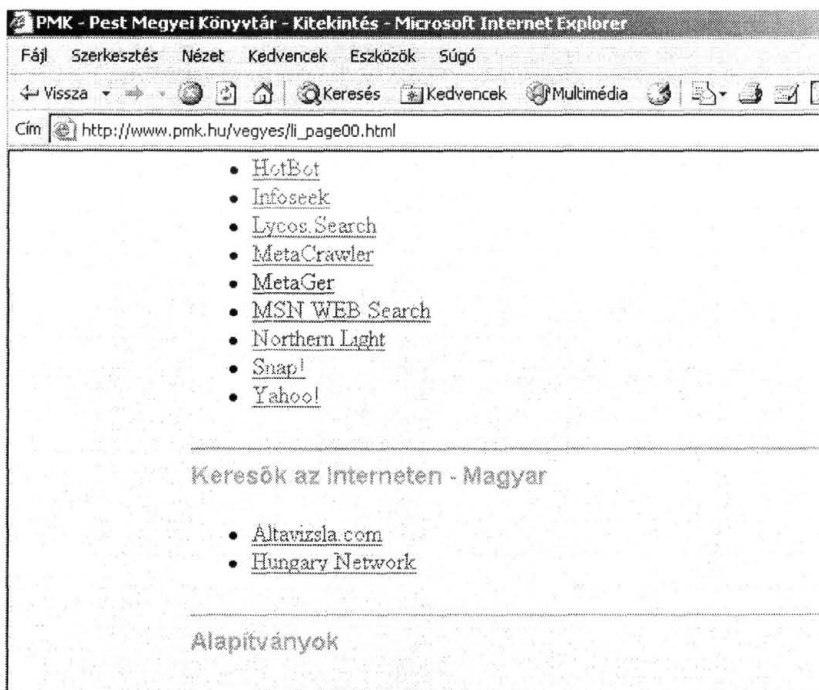 PMK - Pest Megyei Könyvtár - Kitekintés - Microsoft Internet Explorer
Fájl Szerkesztés Nézet Kedvencek Eszközök Súgó
Vissza Keresés Kedvencek Multimédia
Cím http://www.pmk.hu/vegyes/li_page00.html
HotBot
Infoseek
Lycos.Search
MetaCrawler
MetaGer
MSN WEB Search
Northern Light
Snap!
Yahoo!
Keresõk az Interneten - Magyar
Altavizsla.com
Hungary Network
Alapítványok